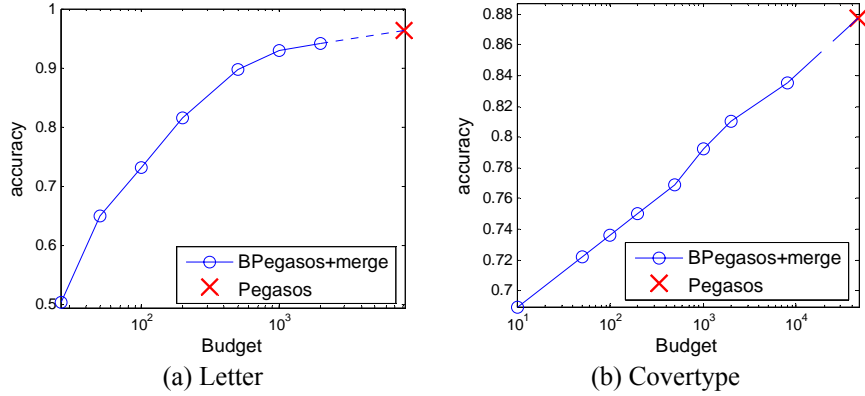 1
0.9
0.8
0.7
0.6
0.5
accuracy
10^2
10^3
Budget
BPegasos+merge
Pegasos
(a) Letter
0.88
0.86
0.84
0.82
0.8
0.78
0.76
0.74
0.72
0.7
accuracy
10^1
10^2
10^3
10^4
Budget
BPegasos+merge
Pegasos
(b) Covertype